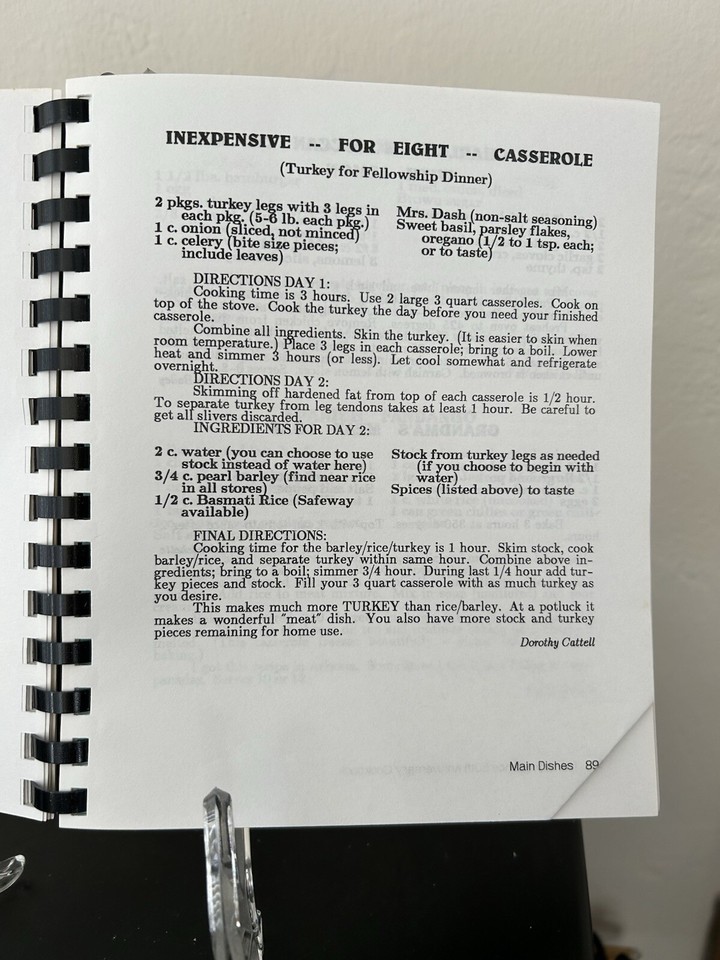 INEXPENSIVE -- FOR EIGHT -- CASSEROLE
(Turkey for Fellowship Dinner)
2 pkgs. turkey legs with 3 legs in
each pkg. (5-6 lb. each pkg.)
1 c. onion (sliced, not minced)
1 c. celery (bite size pieces;
include leaves)
Mrs. Dash (non-salt seasoning)
Sweet basil, parsley flakes,
oregano (1/2 to 1 tsp. each;
or to taste)
DIRECTIONS DAY 1:
Cooking time is 3 hours. Use 2 large 3 quart casseroles. Cook on
top of the stove. Cook the turkey the day before you need your finished
casserole.
Combine all ingredients. Skin the turkey. (It is easier to skin when
room temperature.) Place 3 legs in each casserole; bring to a boil. Lower
heat and simmer 3 hours (or less). Let cool somewhat and refrigerate
overnight.
DIRECTIONS DAY 2:
Skimming off hardened fat from top of each casserole is 1/2 hour.
To separate turkey from leg tendons takes at least 1 hour. Be careful to
get all slivers discarded.
INGREDIENTS FOR DAY 2:
2 c. water (you can choose to use
stock instead of water here)
3/4 c. pearl barley (find near rice
in all stores)
1/2 c. Basmati Rice (Safeway
available)
Stock from turkey legs as needed
(if you choose to begin with
water)
Spices (listed above) to taste
FINAL DIRECTIONS:
Cooking time for the barley/rice/turkey is 1 hour. Skim stock, cook
barley/rice, and separate turkey within same hour. Combine above in-
gredients; bring to a boil; simmer 3/4 hour. During last 1/4 hour add tur-
key pieces and stock. Fill your 3 quart casserole with as much turkey as
you desire.
This makes much more TURKEY than rice/barley. At a potluck it
makes a wonderful "meat" dish. You also have more stock and turkey
pieces remaining for home use.
Dorothy Cattell
Main Dishes 89